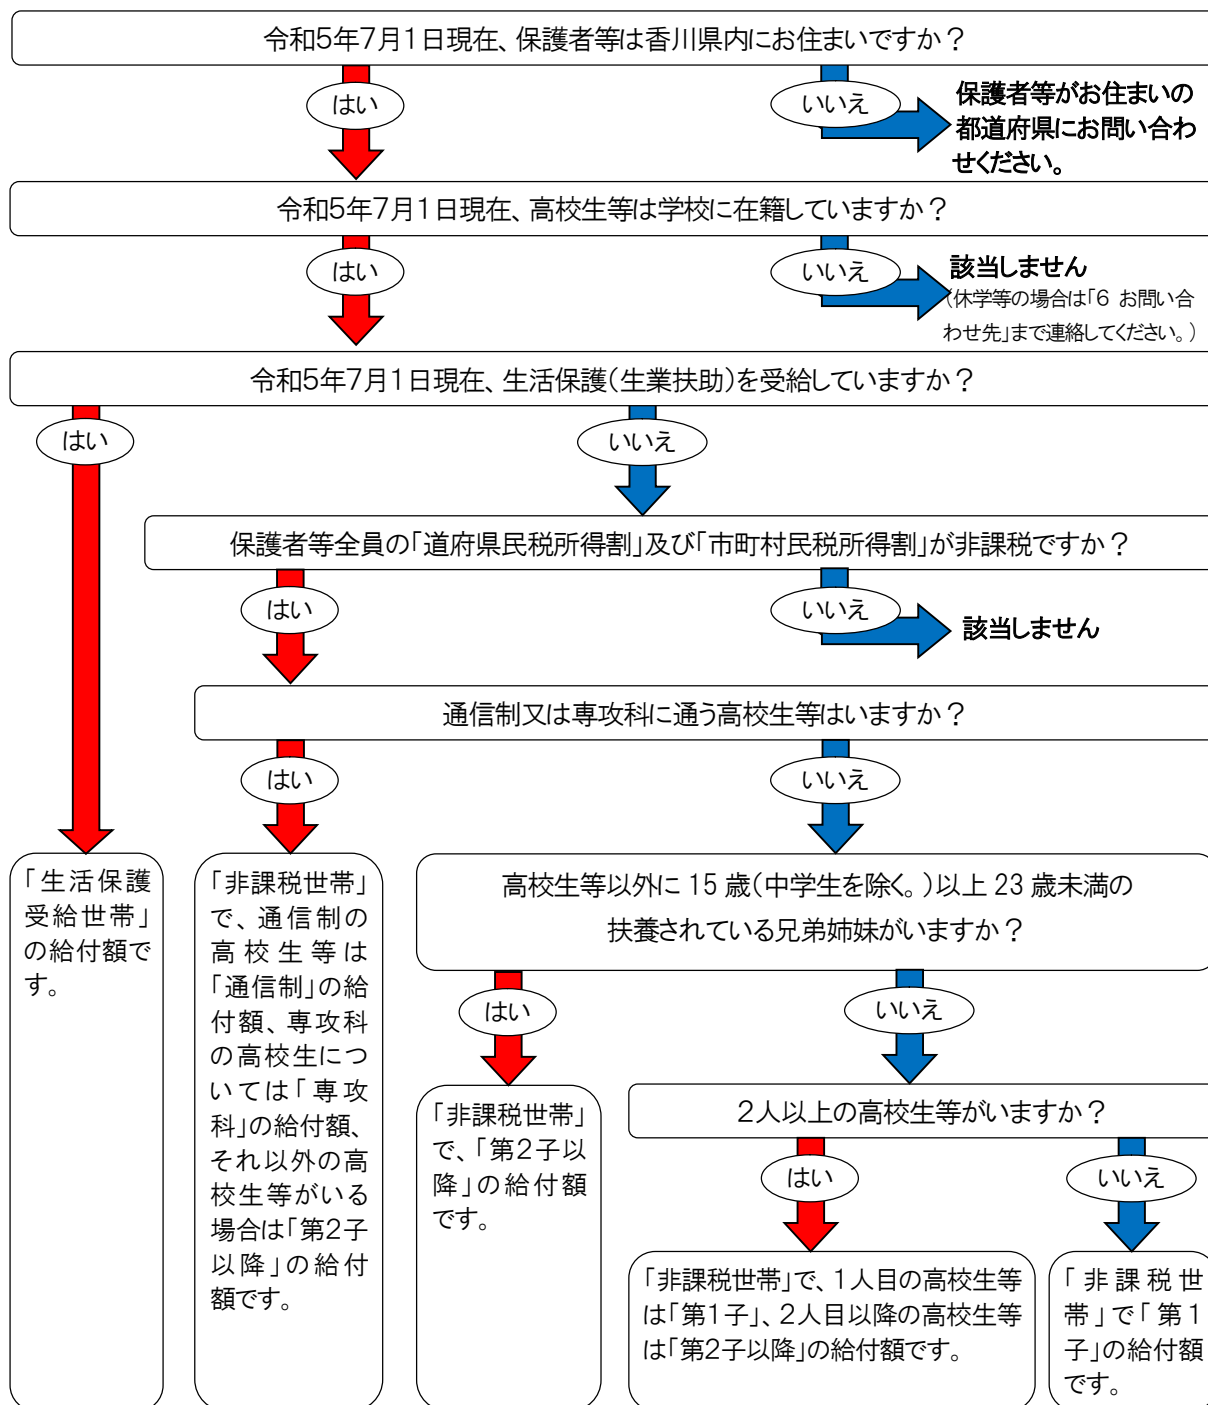 令和5年7月1日現在、保護者等は香川県内にお住まいですか？
はい
いいえ
保護者等がお住まいの
都道府県にお問い合わ
せください。
令和5年7月1日現在、高校生等は学校に在籍していますか？
はい
いいえ
該当しません
（休学等の場合は「6 お問い合
わせ先」まで連絡してください。）
令和5年7月1日現在、生活保護（生業扶助）を受給していますか？
はい
いいえ
保護者等全員の「道府県民税所得割」及び「市町村民税所得割」が非課税ですか？
はい
いいえ
該当しません
通信制又は専攻科に通う高校生等はいますか？
はい
いいえ
「生活保護
受給世帯」
の給付額で
す。
「非課税世帯」
で、通信制の
高校生等は
「通信制」の給
付額、専攻科
の高校生につ
いては「専攻
科」の給付額、
それ以外の高
校生等がいる
場合は「第2子
以降」の給付
額です。
高校生等以外に 15 歳（中学生を除く。）以上 23 歳未満の
扶養されている兄弟姉妹がいますか？
はい
いいえ
「非課税世帯」
で、「第2子以
降」の給付額
です。
2人以上の高校生等がいますか？
はい
いいえ
「非課税世帯」で、1人目の高校生等
は「第1子」、2人目以降の高校生等
は「第2子以降」の給付額です。
「非課税世
帯」で「第1
子」の給付額
です。